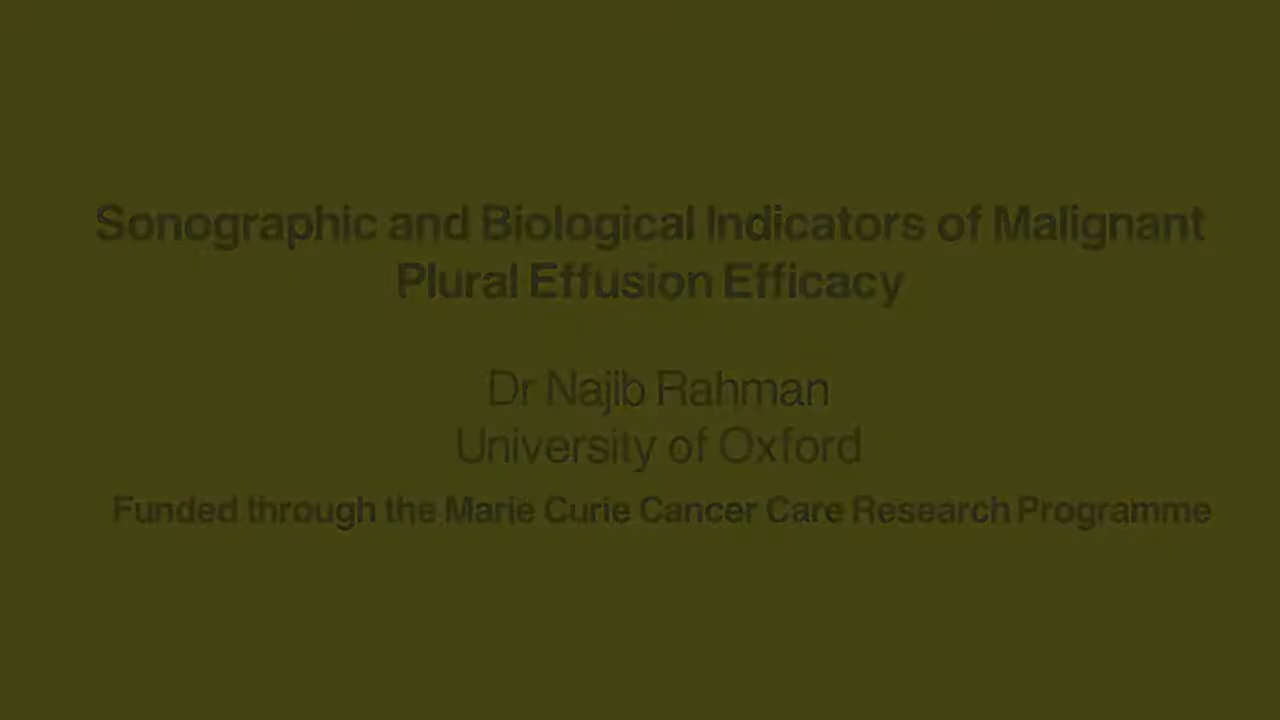 Sonographic and Biological Indicators of Malignant
Plural Effusion Efficacy
Dr Najib Rahman
University of Oxford
Funded through the Marie Curie Cancer Care Research Programme